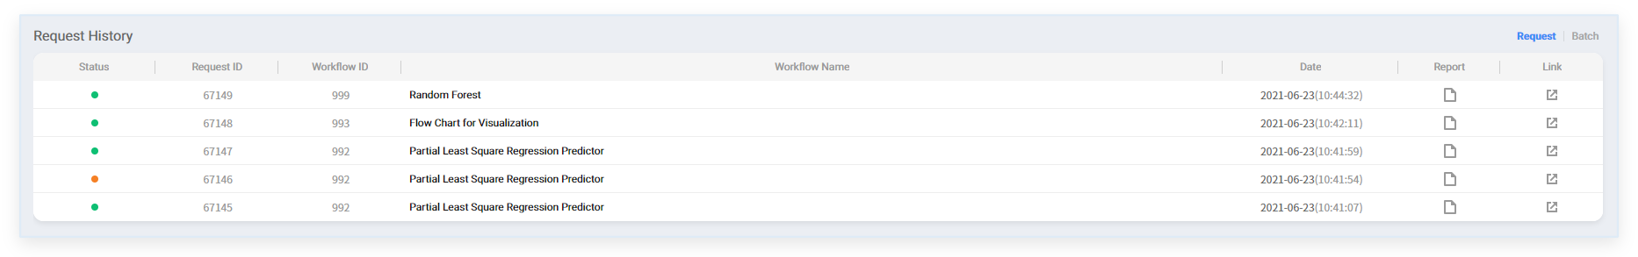 Request History Request Batch
Status Request ID Workflow ID Workflow Name Date Report Link
67149 999 Random Forest 2021-06-23(10:44:32)
67148 993 Flow Chart for Visualization 2021-06-23(10:42:11)
67147 992 Partial Least Square Regression Predictor 2021-06-23(10:41:59)
67146 992 Partial Least Square Regression Predictor 2021-06-23(10:41:54)
67145 992 Partial Least Square Regression Predictor 2021-06-23(10:41:07)